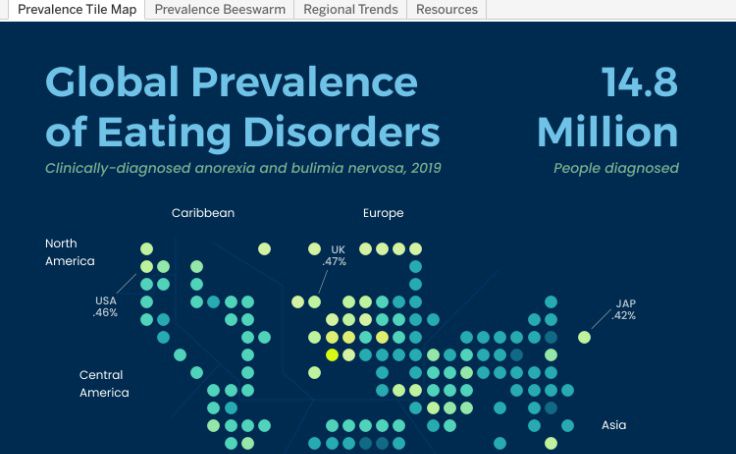 Prevalence Tile Map
Prevalence Beeswarm
Regional Trends
Resources
Global Prevalence
of Eating Disorders
Clinically-diagnosed anorexia and bulimia nervosa, 2019
14.8
Million
People diagnosed
Caribbean
Europe
North
America
UK
.47%
USA
.46%
JAP
.42%
Central
America
Asia